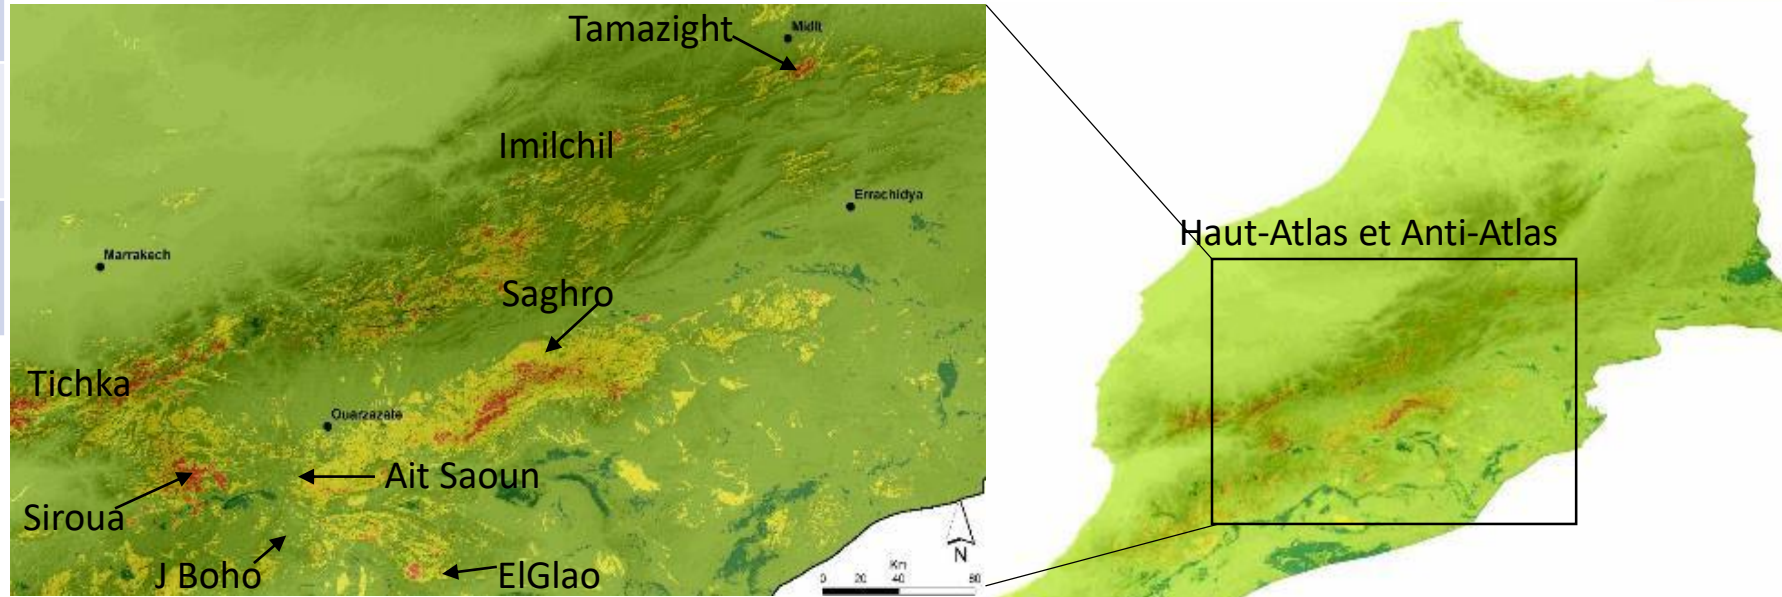 Tamazight
Midlt
Imilchil
Errachidya
Marrakech
Saghro
Tichka
Ouarzazate
Ait Saoun
Siroua
J Boho
ElGlao
N
Km
0 20 40 80
Haut-Atlas et Anti-Atlas